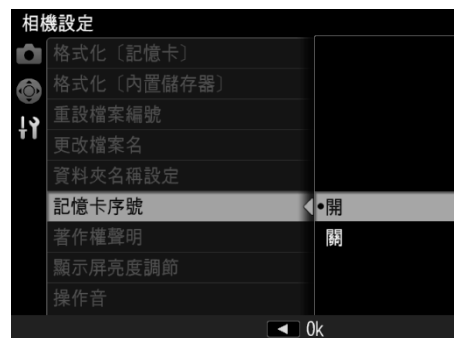 相機設定
格式化〔記憶卡〕
格式化〔內置儲存器〕
重設檔案編號
更改檔案名
資料夾名稱設定
記憶卡序號
•開
著作權聲明
關
顯示屏亮度調節
操作音
◀ Ok